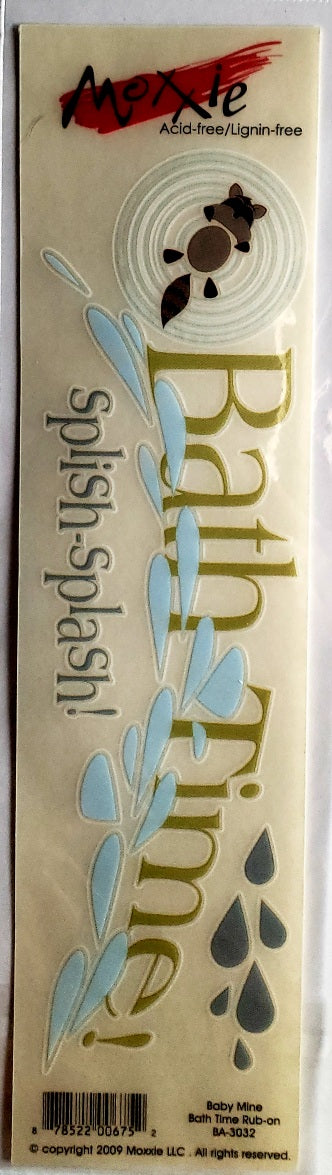 Moxxie
Acid-free/Lignin-free
Bath Time!
splish-splash!
Baby Mine
Bath Time Rub-on
BA-3032
8 78522 00675 2
© copyright 2009 Moxxie LLC . All rights reserved.